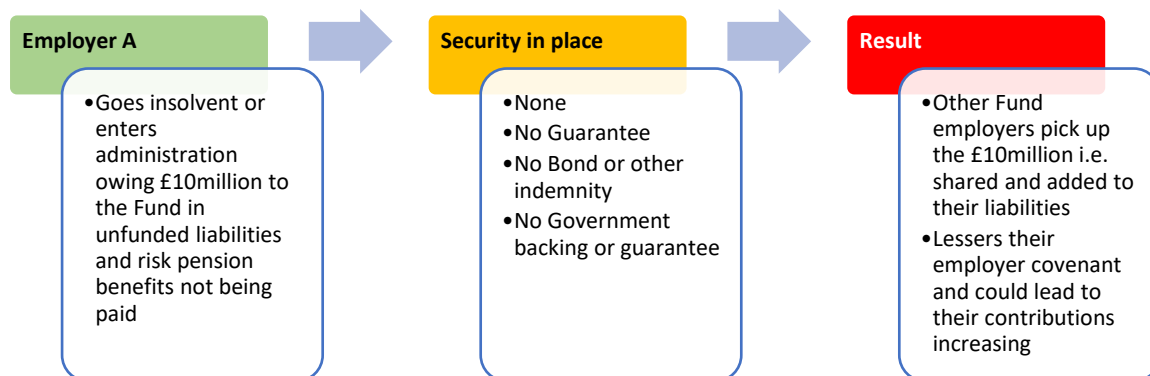 Employer A
•Goes insolvent or
enters
administration
owing £10million to
the Fund in
unfunded liabilities
and risk pension
benefits not being
paid
Security in place
•None
•No Guarantee
•No Bond or other
indemnity
•No Government
backing or guarantee
Result
•Other Fund
employers pick up
the £10million i.e.
shared and added to
their liabilities
•Lessers their
employer covenant
and could lead to
their contributions
increasing